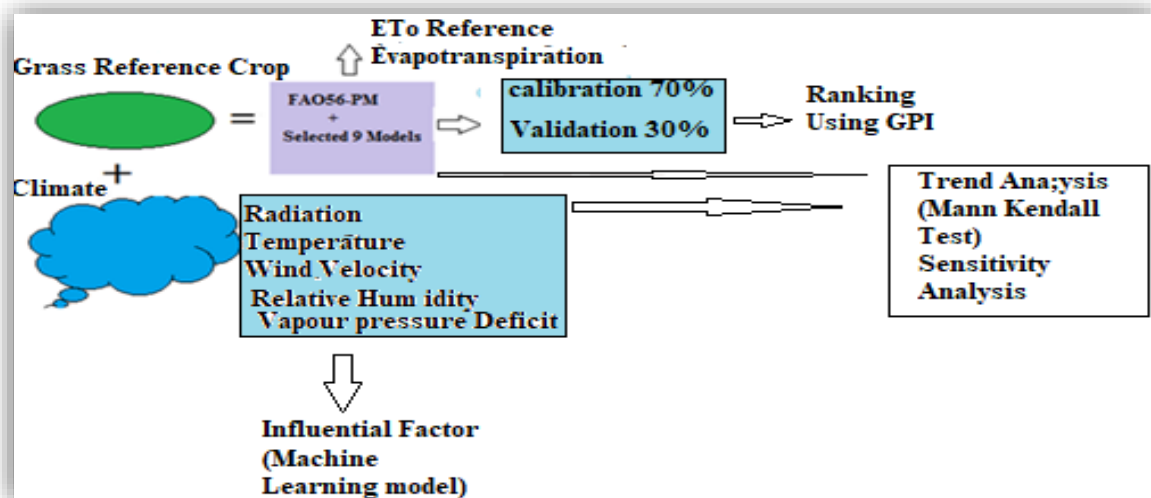 ETo Reference
Evapotranspiration
Grass Reference Crop
=
FAO56-PM
+
Selected 9 Models
calibration 70%
Validation 30%
Ranking
Using GPI
+
Climate
Radiation
Temperature
Wind Velocity
Relative Hum idity
Vapour pressure Deficit
Trend Ana;ysis
(Mann Kendall
Test)
Sensitivity
Analysis
Influential Factor
(Machine
Learning model)